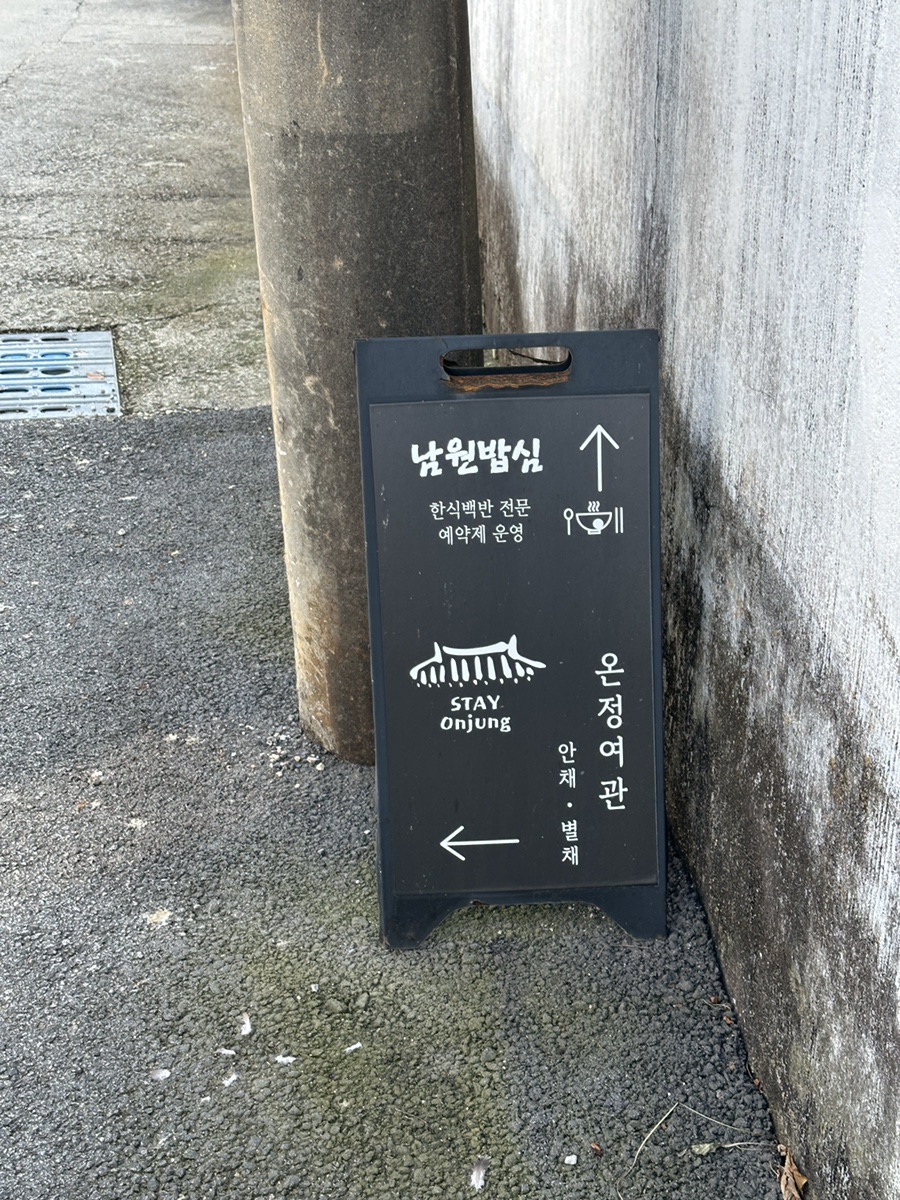 남원밥심
한식백반 전문
예약제 운영
STAY
Onjung
온정여관
안채·별채